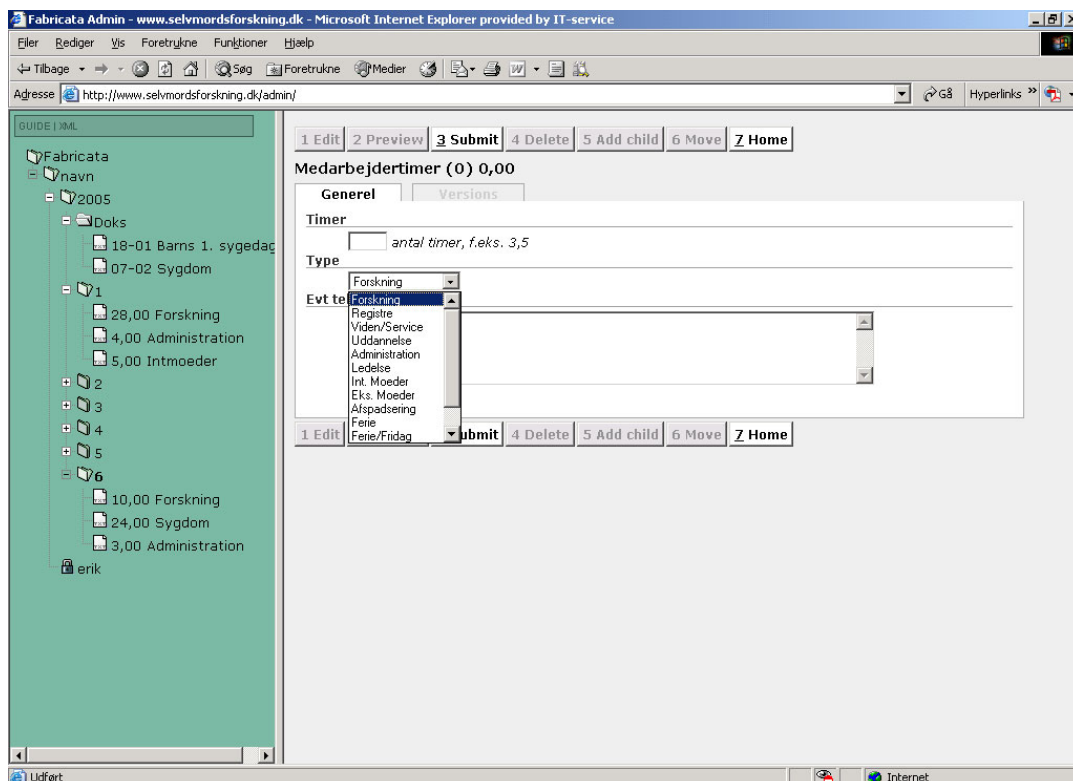 Fabricata Admin - www.selvmordsforskning.dk - Microsoft Internet Explorer provided by IT-service
Filer Rediger Vis Foretrukne Funktioner Hjælp
Tilbage Søg Foretrukne Medier
Adresse http://www.selvmordsforskning.dk/admin/ Gå Hyperlinks »
GUIDE | XML
Fabricata
navn
2005
Doks
18-01 Barns 1. sygedag
07-02 Sygdom
1
28,00 Forskning
4,00 Administration
5,00 Intmoeder
2
3
4
5
6
10,00 Forskning
24,00 Sygdom
3,00 Administration
erik
1 Edit 2 Preview 3 Submit 4 Delete 5 Add child 6 Move 7 Home
Medarbejdertimer (0) 0,00
Generel Versions
Timer
antal timer, f.eks. 3,5
Type
Forskning
Evt te
Forskning
Registre
Viden/Service
Uddannelse
Administration
Ledelse
Int. Moeder
Eks. Moeder
Afspadsering
Ferie
Ferie/Fridag
1 Edit ubmit 4 Delete 5 Add child 6 Move 7 Home
Udført Internet